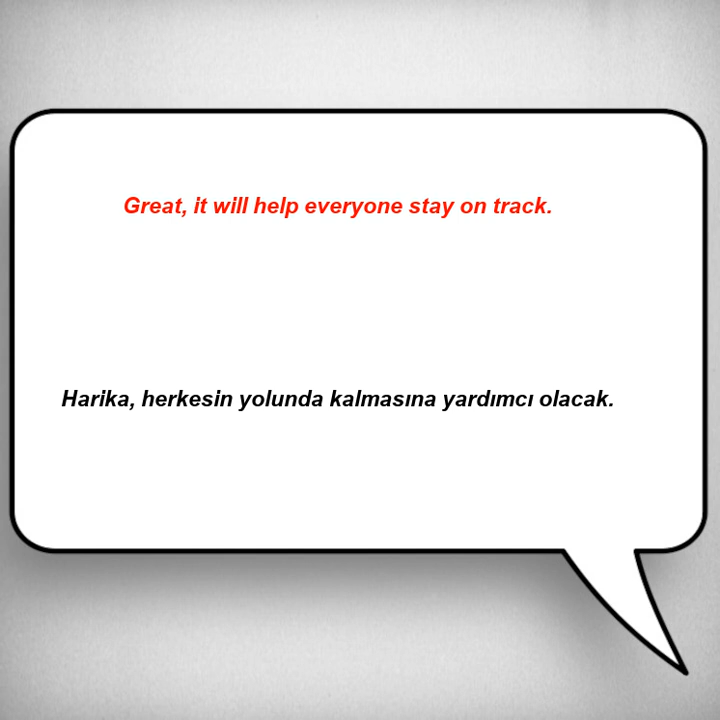 Great, it will help everyone stay on track.
Harika, herkesin yolunda kalmasına yardımcı olacak.